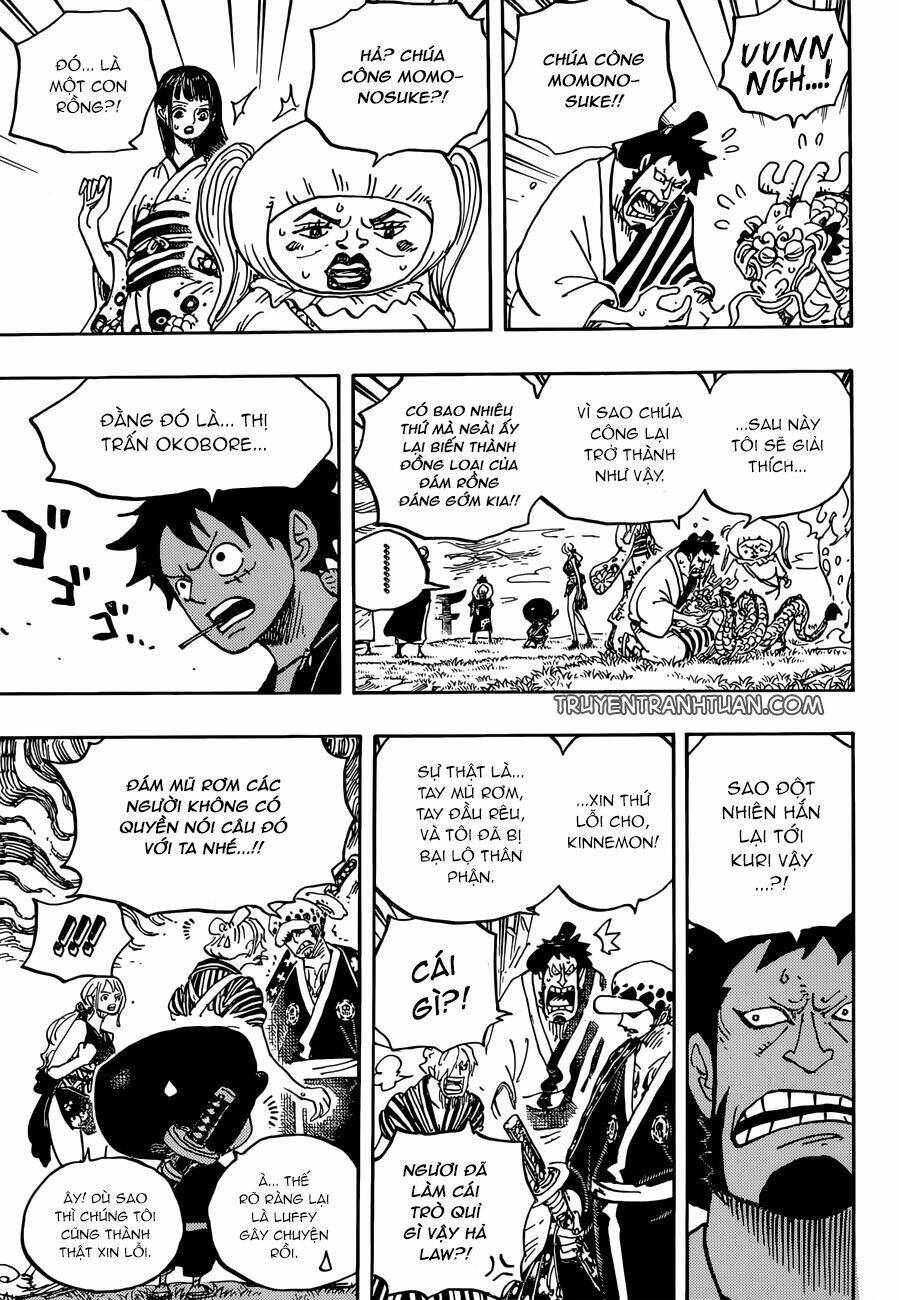 UUNN
NGH...!
CHÚA CÔNG
MOMONO-
SUKE!!
HẢ? CHÚA
CÔNG MOMO-
NOSUKE?!
ĐÓ... LÀ
MỘT CON
RỒNG?!
...SAU NÀY
TÔI SẼ GIẢI
THÍCH...
VÌ SAO CHÚA
CÔNG LẠI
TRỞ THÀNH
NHƯ VẬY.
CÓ BAO NHIÊU
THỨ MÀ NGÀI ẤY
LẠI BIẾN THÀNH
ĐỒNG LOẠI CỦA
ĐÁM RỒNG
ĐÁNG GỚM KIA!!
ĐẰNG ĐÓ LÀ... THỊ
TRẤN OKOBORE...
ゴゴゴ
TRUYENTRANHTUAN.COM
SAO ĐỘT
NHIÊN HẮN
LẠI TỚI
KURI VẬY
...?!
...XIN THỨ
LỖI CHO,
KINNEMON!
SỰ THẬT LÀ...
TAY MŨ RƠM,
TAY ĐẦU RÊU,
VÀ TÔI ĐÃ BỊ
BẠI LỘ THÂN
PHẬN.
CÁI
GÌ?!
NGƯƠI ĐÃ
LÀM CÁI
TRÒ QUỈ
GÌ VẬY HẢ
LAW?!
ĐÁM MŨ RƠM CÁC
NGƯỜI KHÔNG CÓ
QUYỀN NÓI CÂU ĐÓ
VỚI TA NHÉ...!!
!!!
À... THẾ
RÕ RÀNG LẠI
LÀ LUFFY
GÂY CHUYỆN
RỒI.
ÂY! DÙ SAO
THÌ CHÚNG TÔI
CŨNG THÀNH
THẬT XIN LỖI.